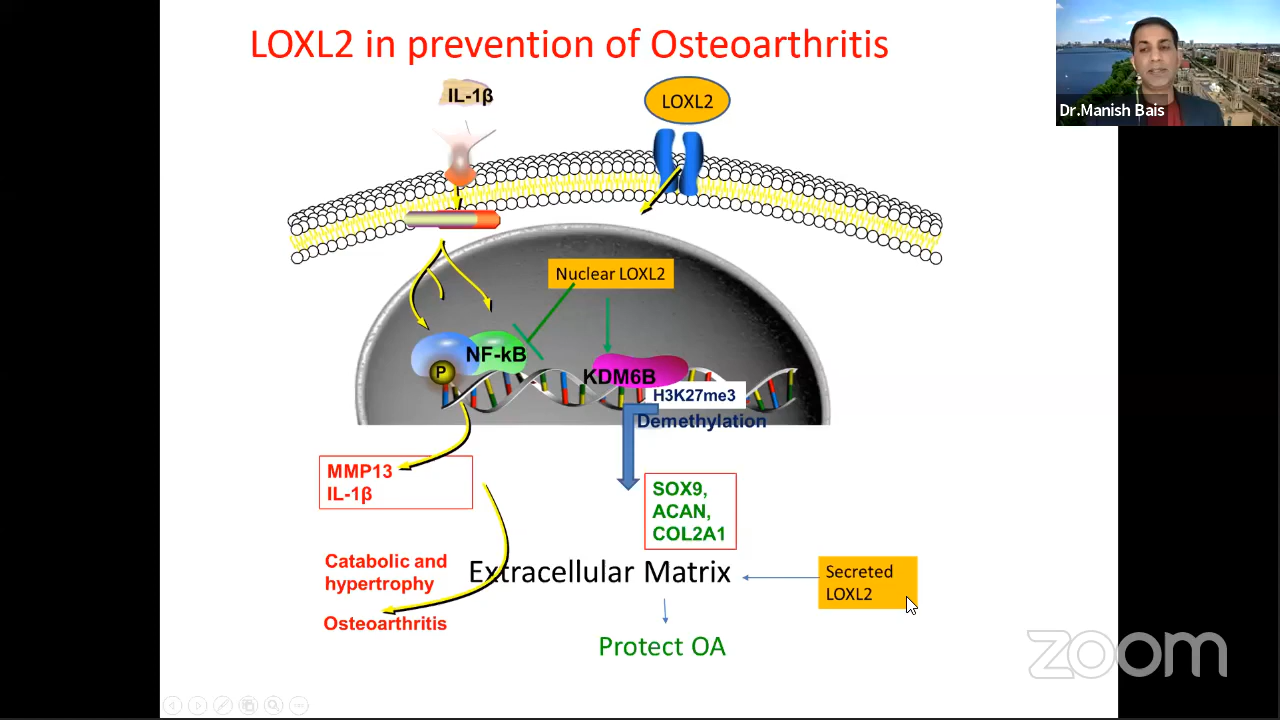 LOXL2 in prevention of Osteoarthritis
Dr.Manish Bais
IL-1β
LOXL2
Nuclear LOXL2
NF-kB
P
KDM6B
H3K27me3
Demethylation
MMP13
IL-1β
SOX9,
ACAN,
COL2A1
Catabolic and
hypertrophy
Extracellular Matrix
Secreted
LOXL2
Osteoarthritis
Protect OA
zoom